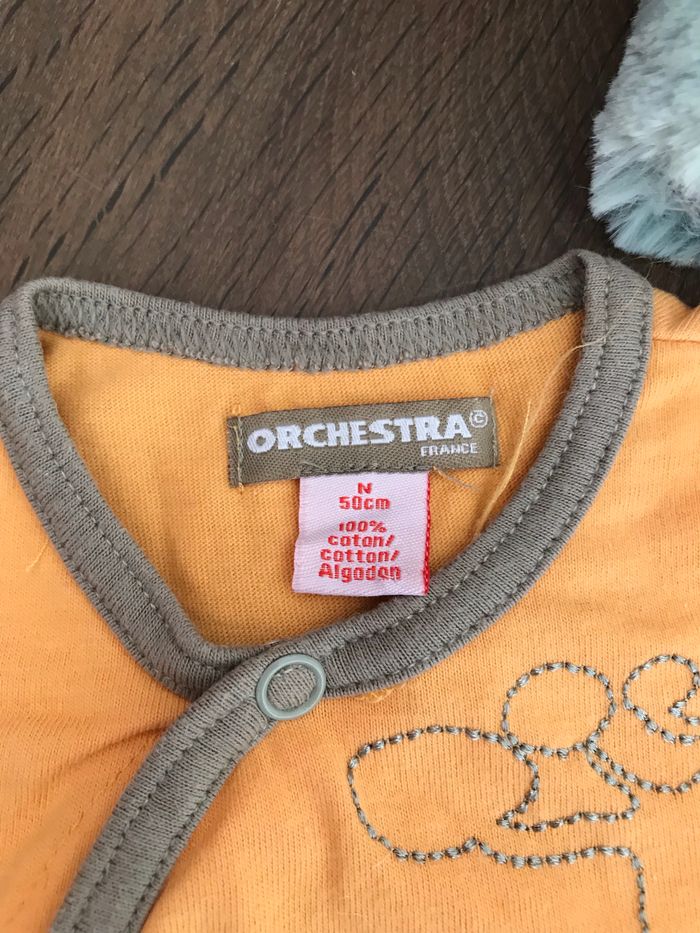 ORCHESTRA©
FRANCE
N
50cm
100%
coton/
cotton/
Algodon